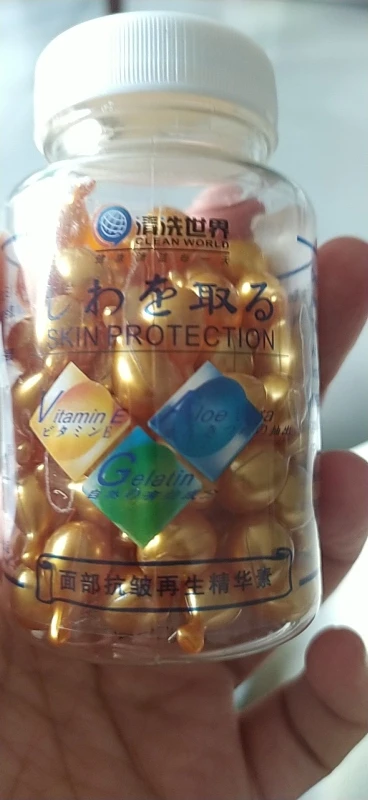 清洗世界
CLEAN WORLD
しわを取る
SKIN PROTECTION
Vitamin E
ビタミンE
Aloe Vera
Gelatin
面部抗皱再生精华素